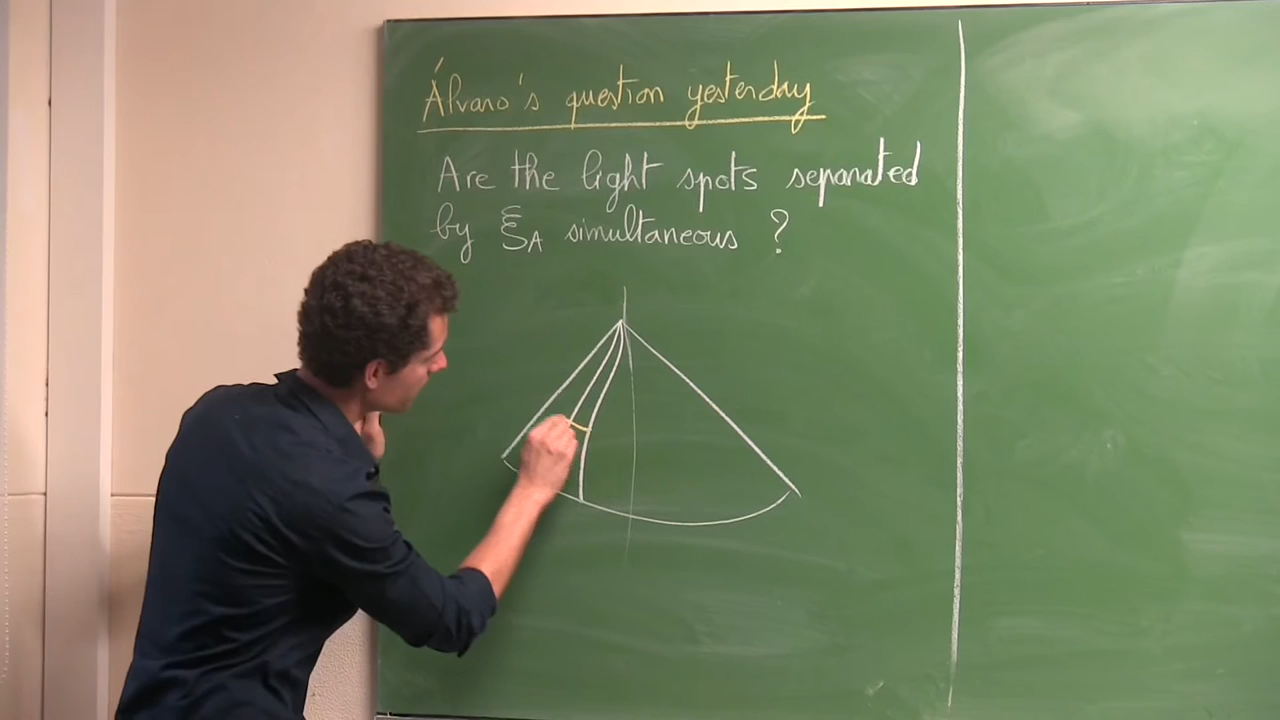 Álvaro's question yesterday
Are the light spots separated
by ξA simultaneous ?